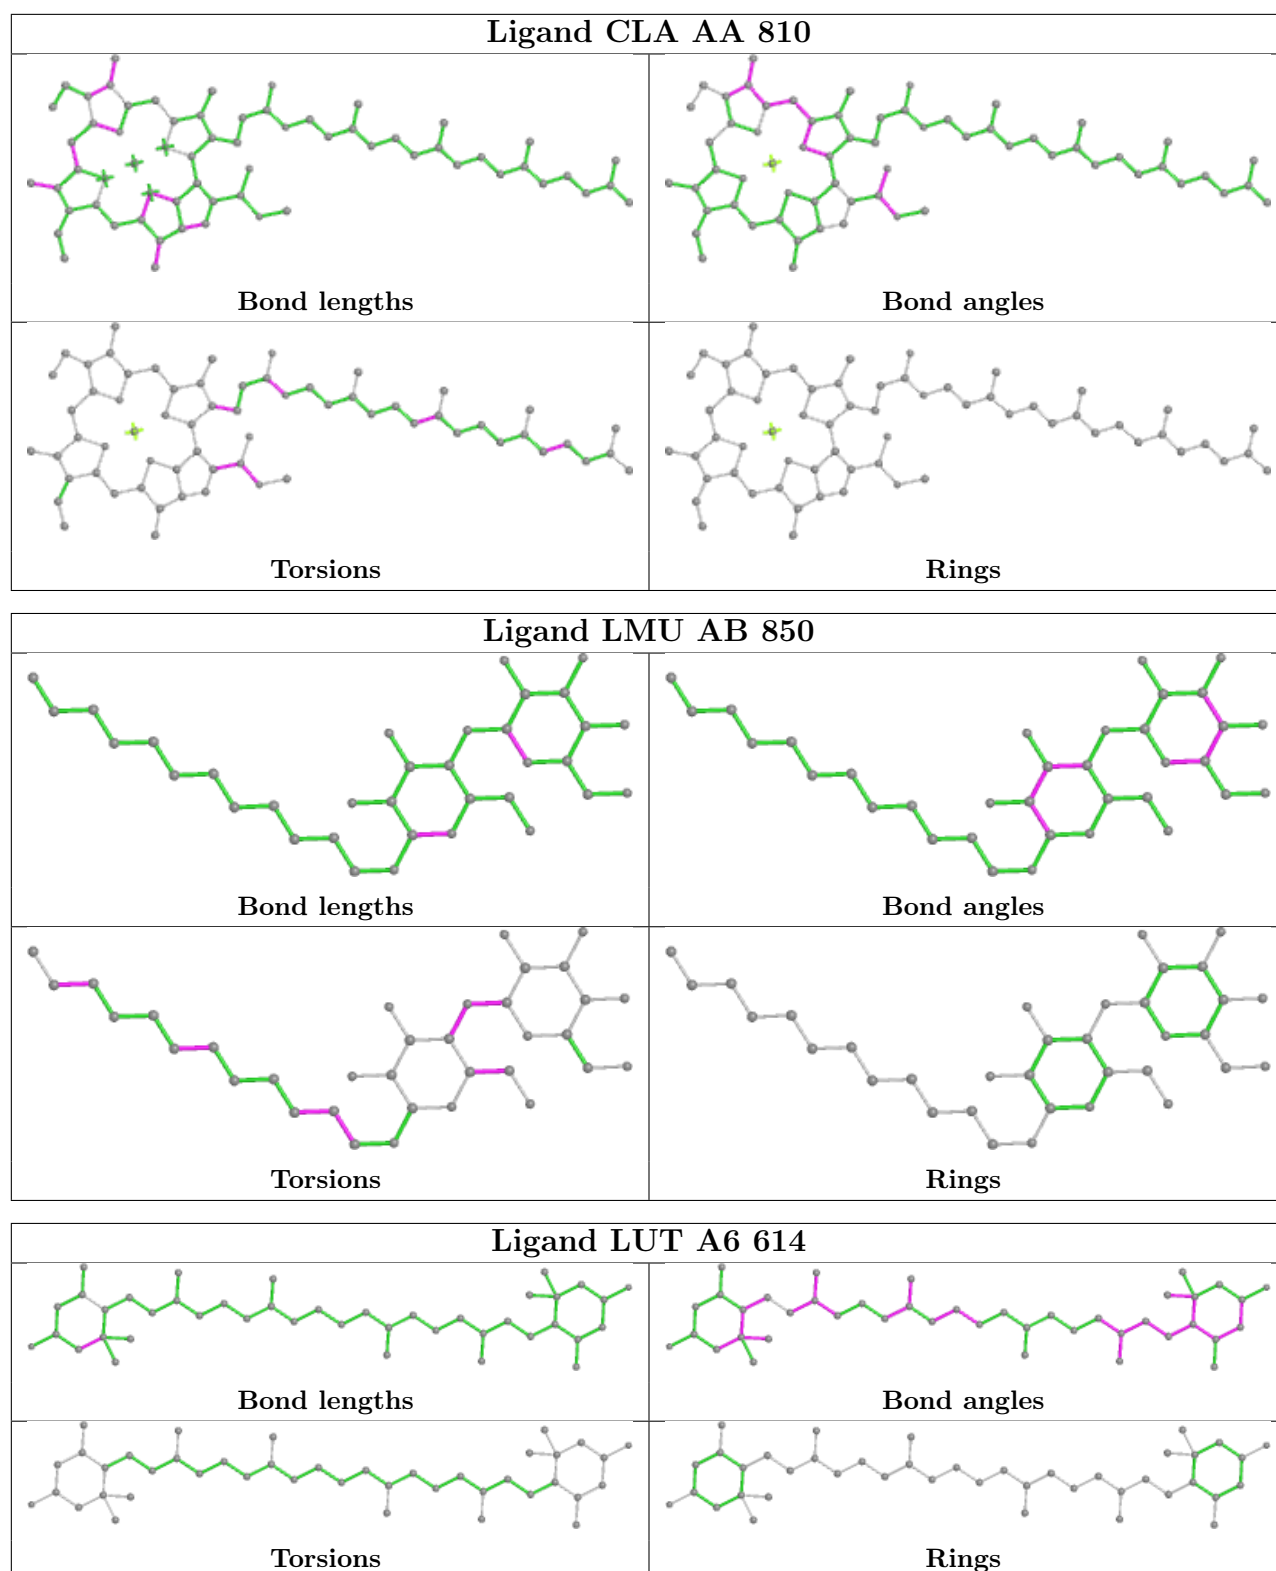 Ligand CLA AA 810
Bond lengths
Bond angles
Torsions
Rings
Ligand LMU AB 850
Bond lengths
Bond angles
Torsions
Rings
Ligand LUT A6 614
Bond lengths
Bond angles
Torsions
Rings